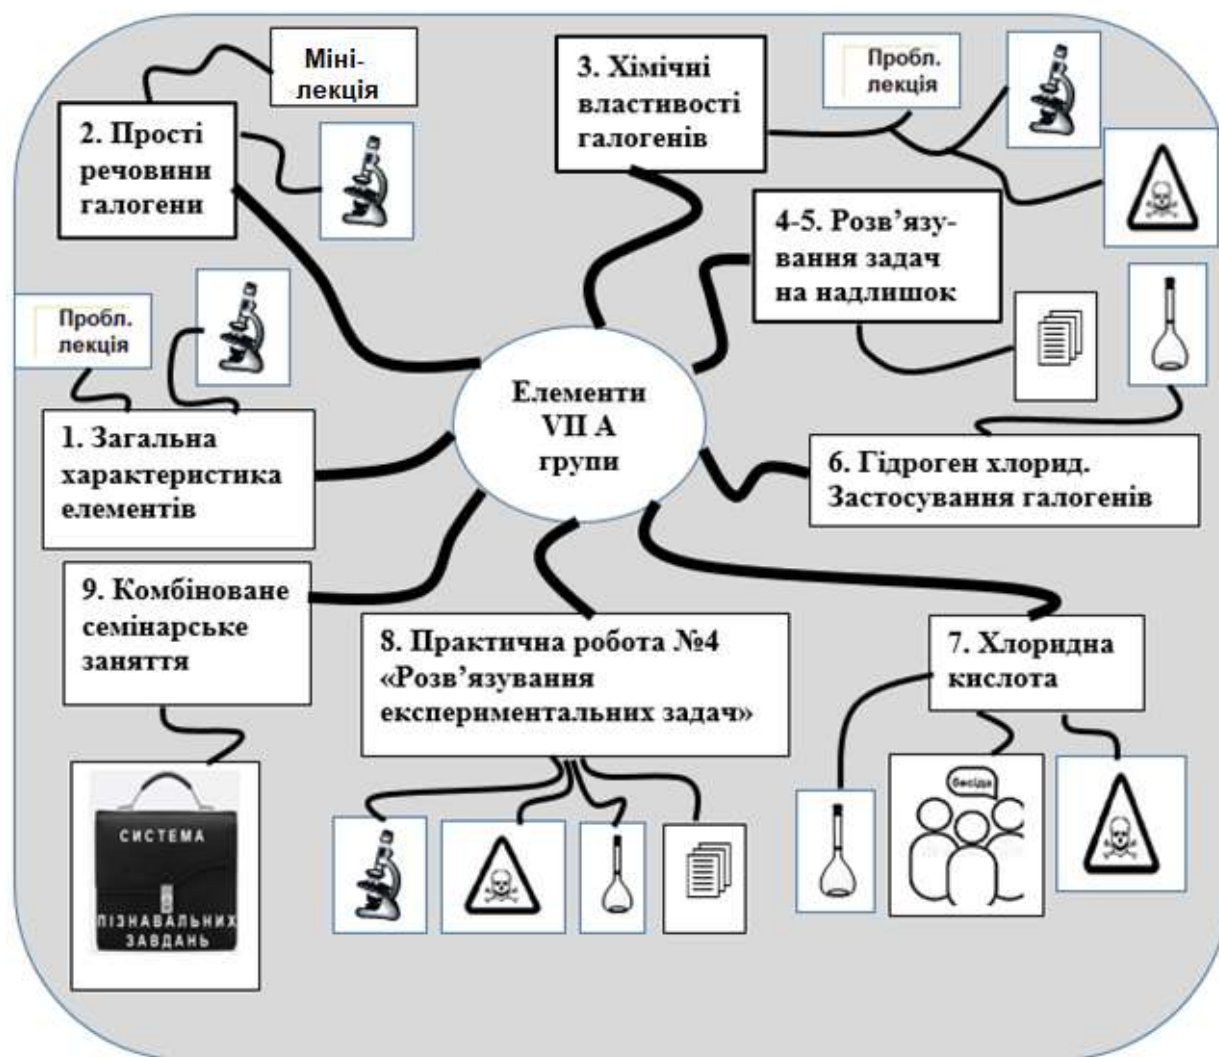 Міні-
лекція
2. Прості
речовини
галогени
3. Хімічні
властивості
галогенів
Пробл.
лекція
4-5. Розв’язу-
вання задач
на надлишок
Пробл.
лекція
1. Загальна
характеристика
елементів
Елементи
VII А
групи
6. Гідроген хлорид.
Застосування галогенів
9. Комбіноване
семінарське
заняття
8. Практична робота №4
«Розв’язування
експериментальних задач»
7. Хлоридна
кислота
СИСТЕМА
ПІЗНАВАЛЬНИХ
ЗАВДАНЬ
бесіда